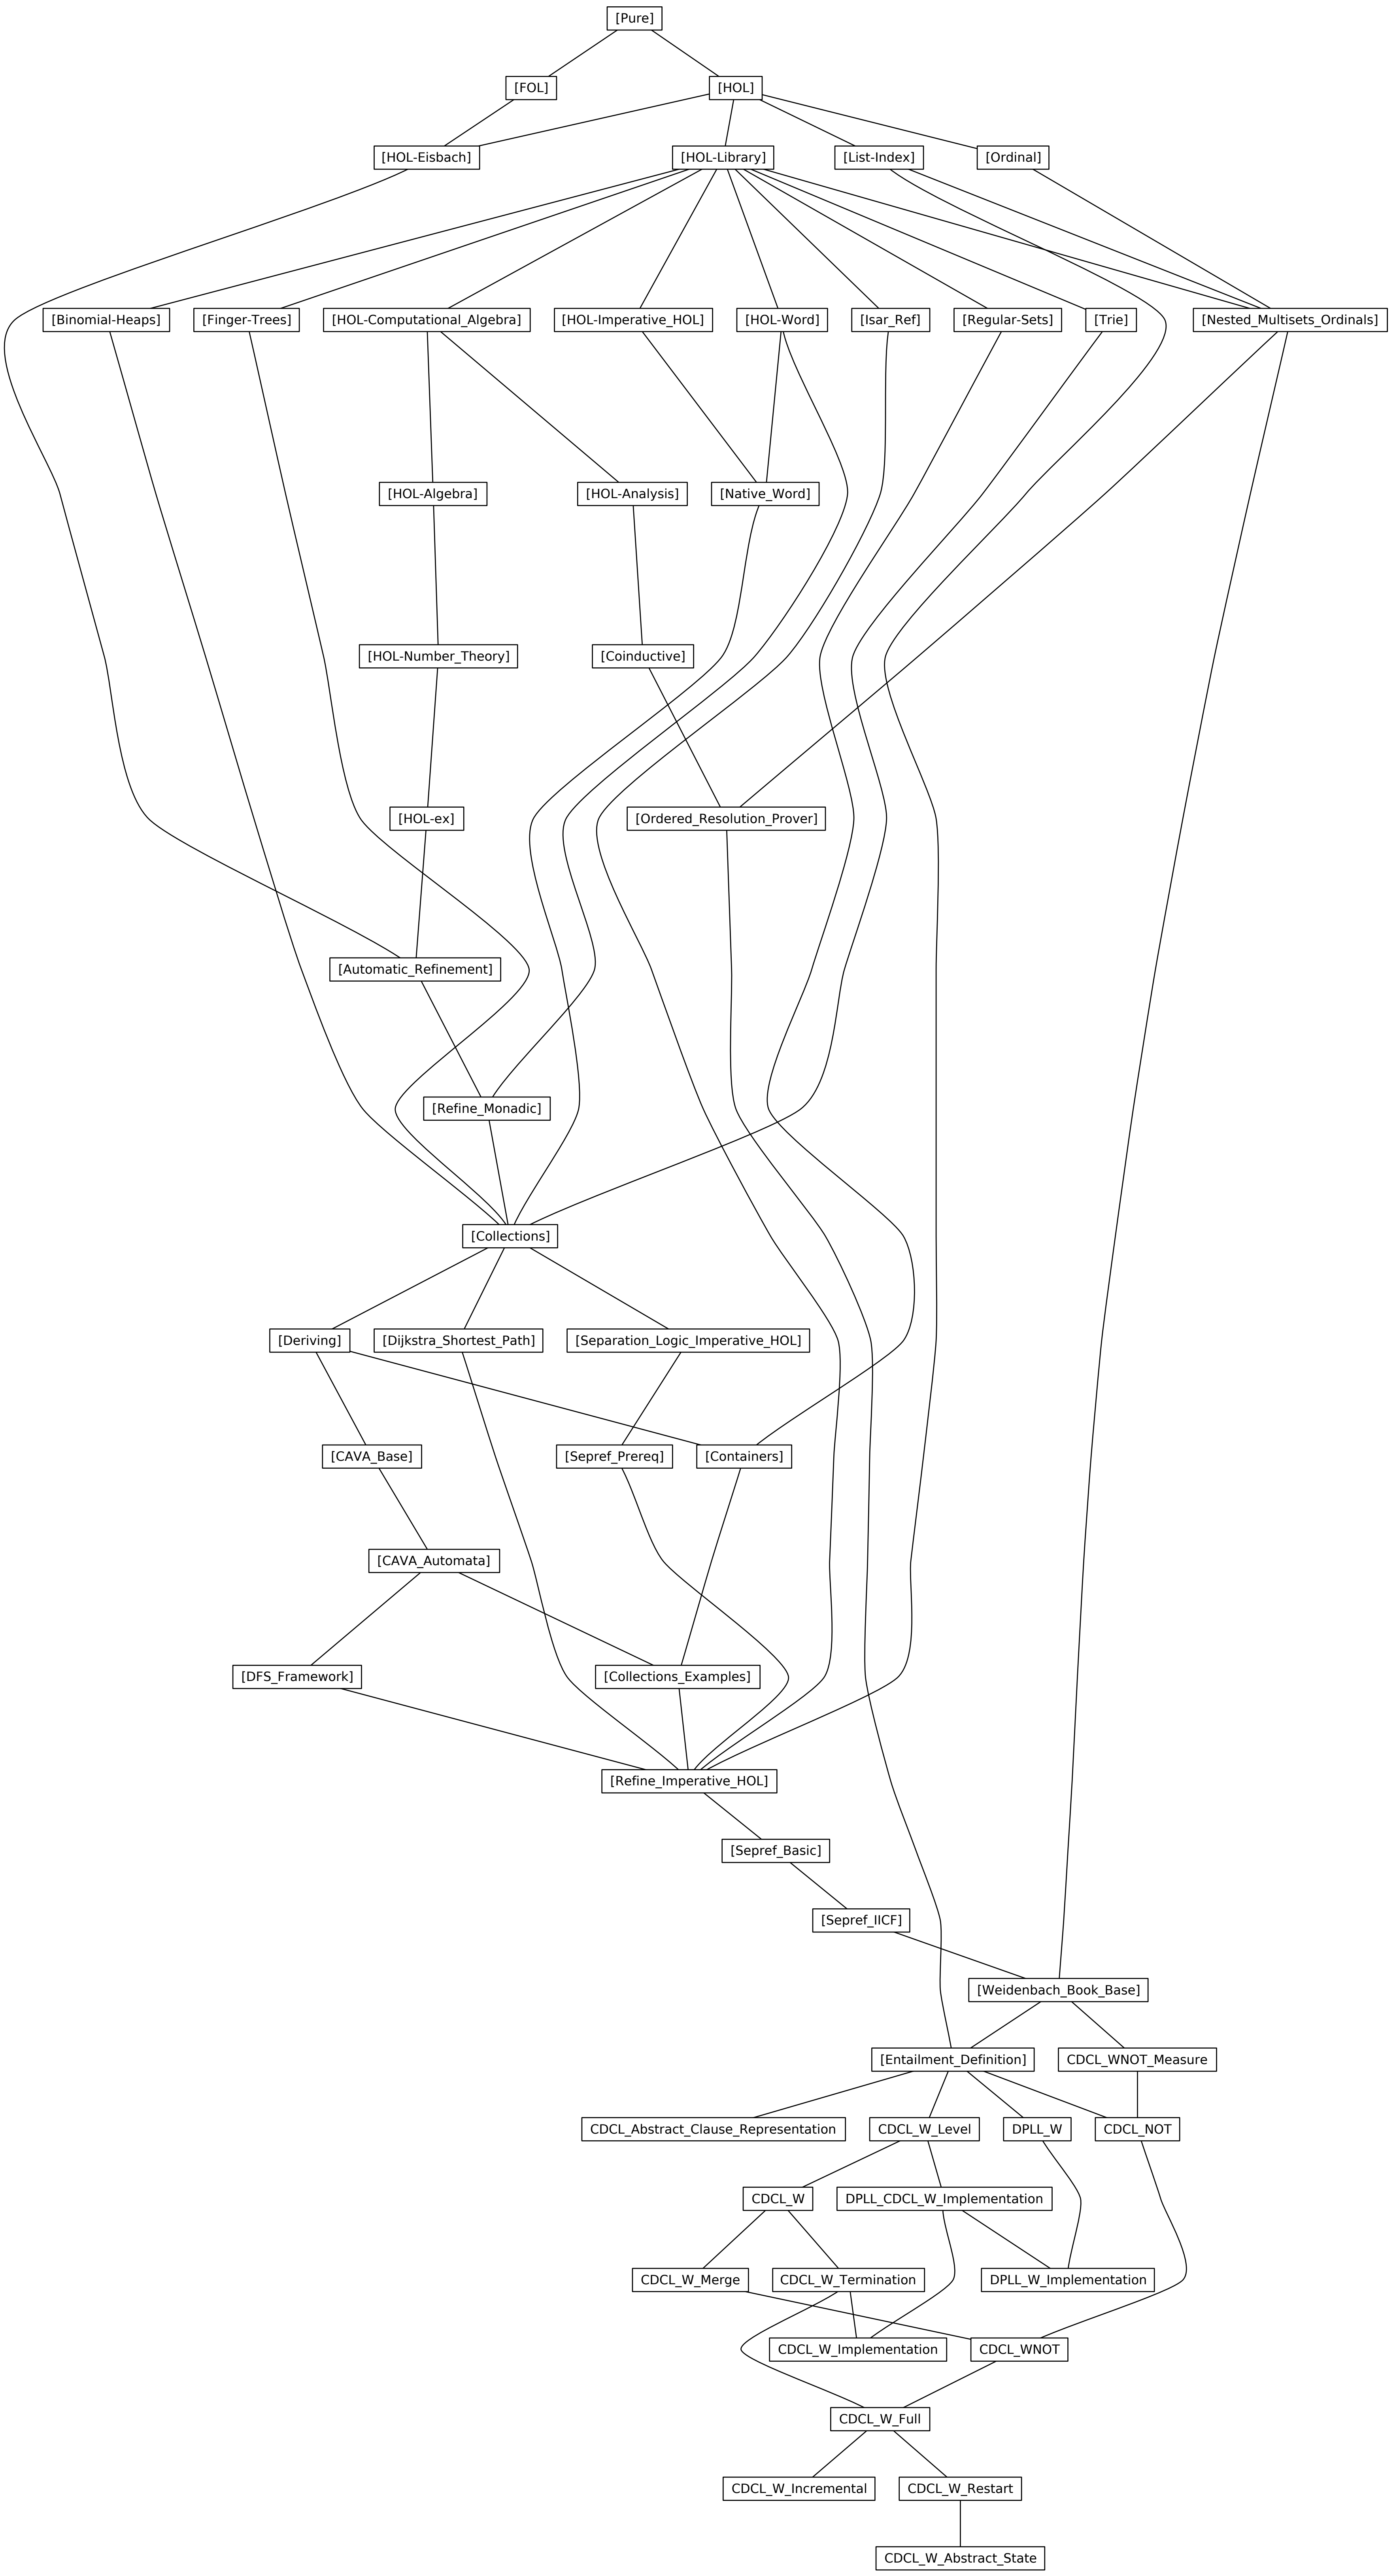 [Pure]
[FOL]
[HOL]
[HOL-Eisbach]
[HOL-Library]
[List-Index]
[Ordinal]
[Binomial-Heaps]
[Finger-Trees]
[HOL-Computational_Algebra]
[HOL-Imperative_HOL]
[HOL-Word]
[Isar_Ref]
[Regular-Sets]
[Trie]
[Nested_Multisets_Ordinals]
[HOL-Algebra]
[HOL-Analysis]
[Native_Word]
[HOL-Number_Theory]
[Coinductive]
[HOL-ex]
[Ordered_Resolution_Prover]
[Automatic_Refinement]
[Refine_Monadic]
[Collections]
[Deriving]
[Dijkstra_Shortest_Path]
[Separation_Logic_Imperative_HOL]
[CAVA_Base]
[Sepref_Prereq]
[Containers]
[CAVA_Automata]
[DFS_Framework]
[Collections_Examples]
[Refine_Imperative_HOL]
[Sepref_Basic]
[Sepref_IICF]
[Weidenbach_Book_Base]
[Entailment_Definition]
CDCL_WNOT_Measure
CDCL_Abstract_Clause_Representation
CDCL_W_Level
DPLL_W
CDCL_NOT
CDCL_W
DPLL_CDCL_W_Implementation
CDCL_W_Merge
CDCL_W_Termination
DPLL_W_Implementation
CDCL_W_Implementation
CDCL_WNOT
CDCL_W_Full
CDCL_W_Incremental
CDCL_W_Restart
CDCL_W_Abstract_State